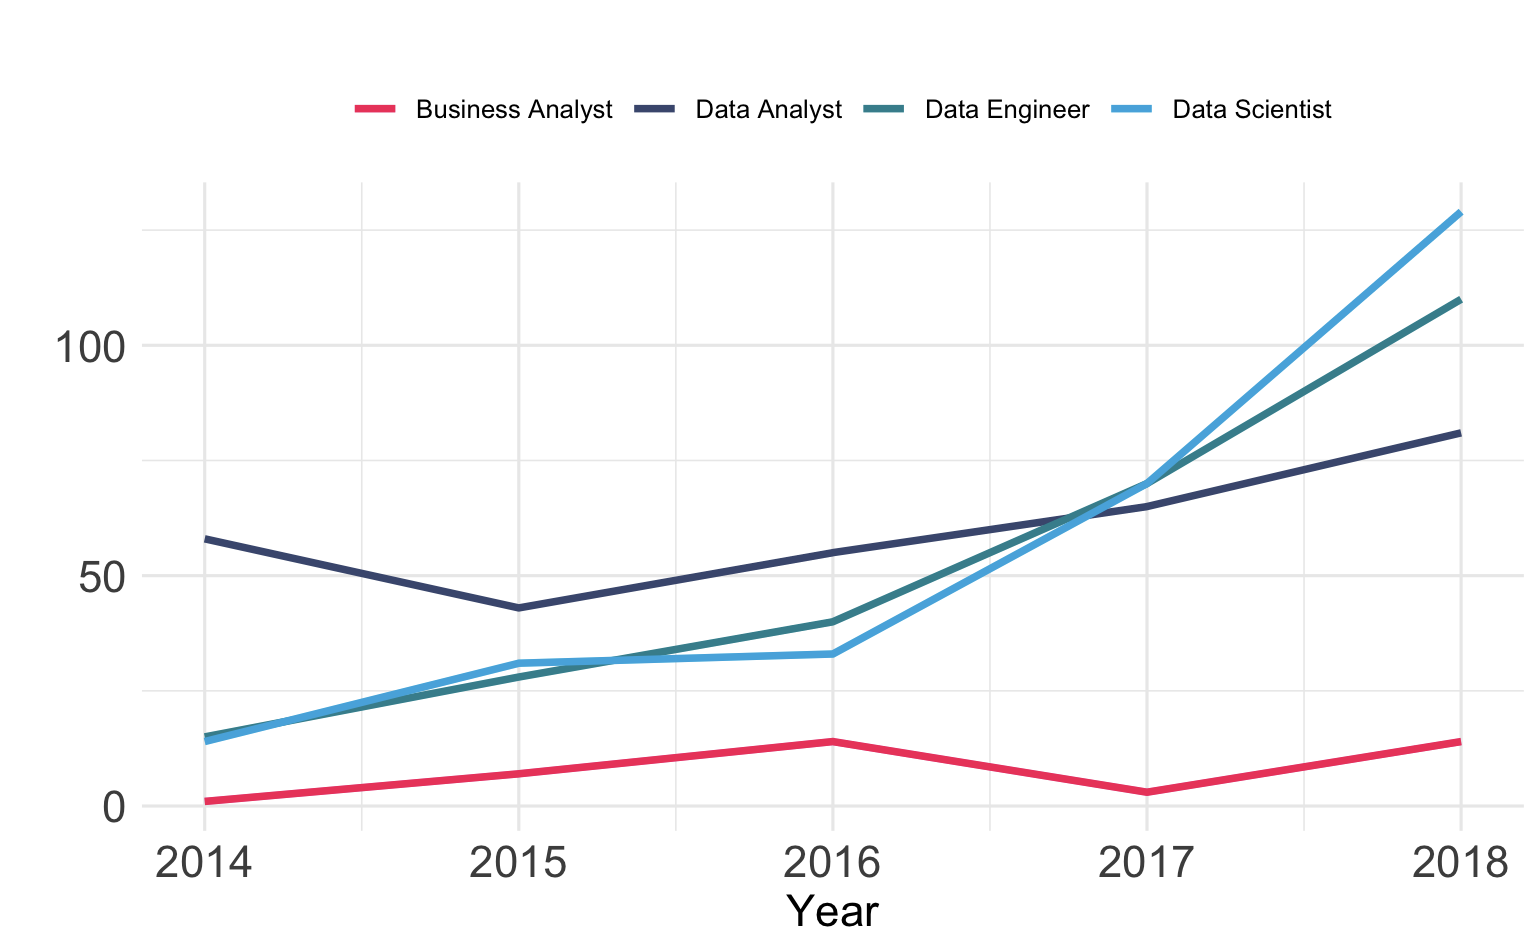 Business Analyst Data Analyst Data Engineer Data Scientist
100
50
0
2014 2015 2016 2017 2018
Year